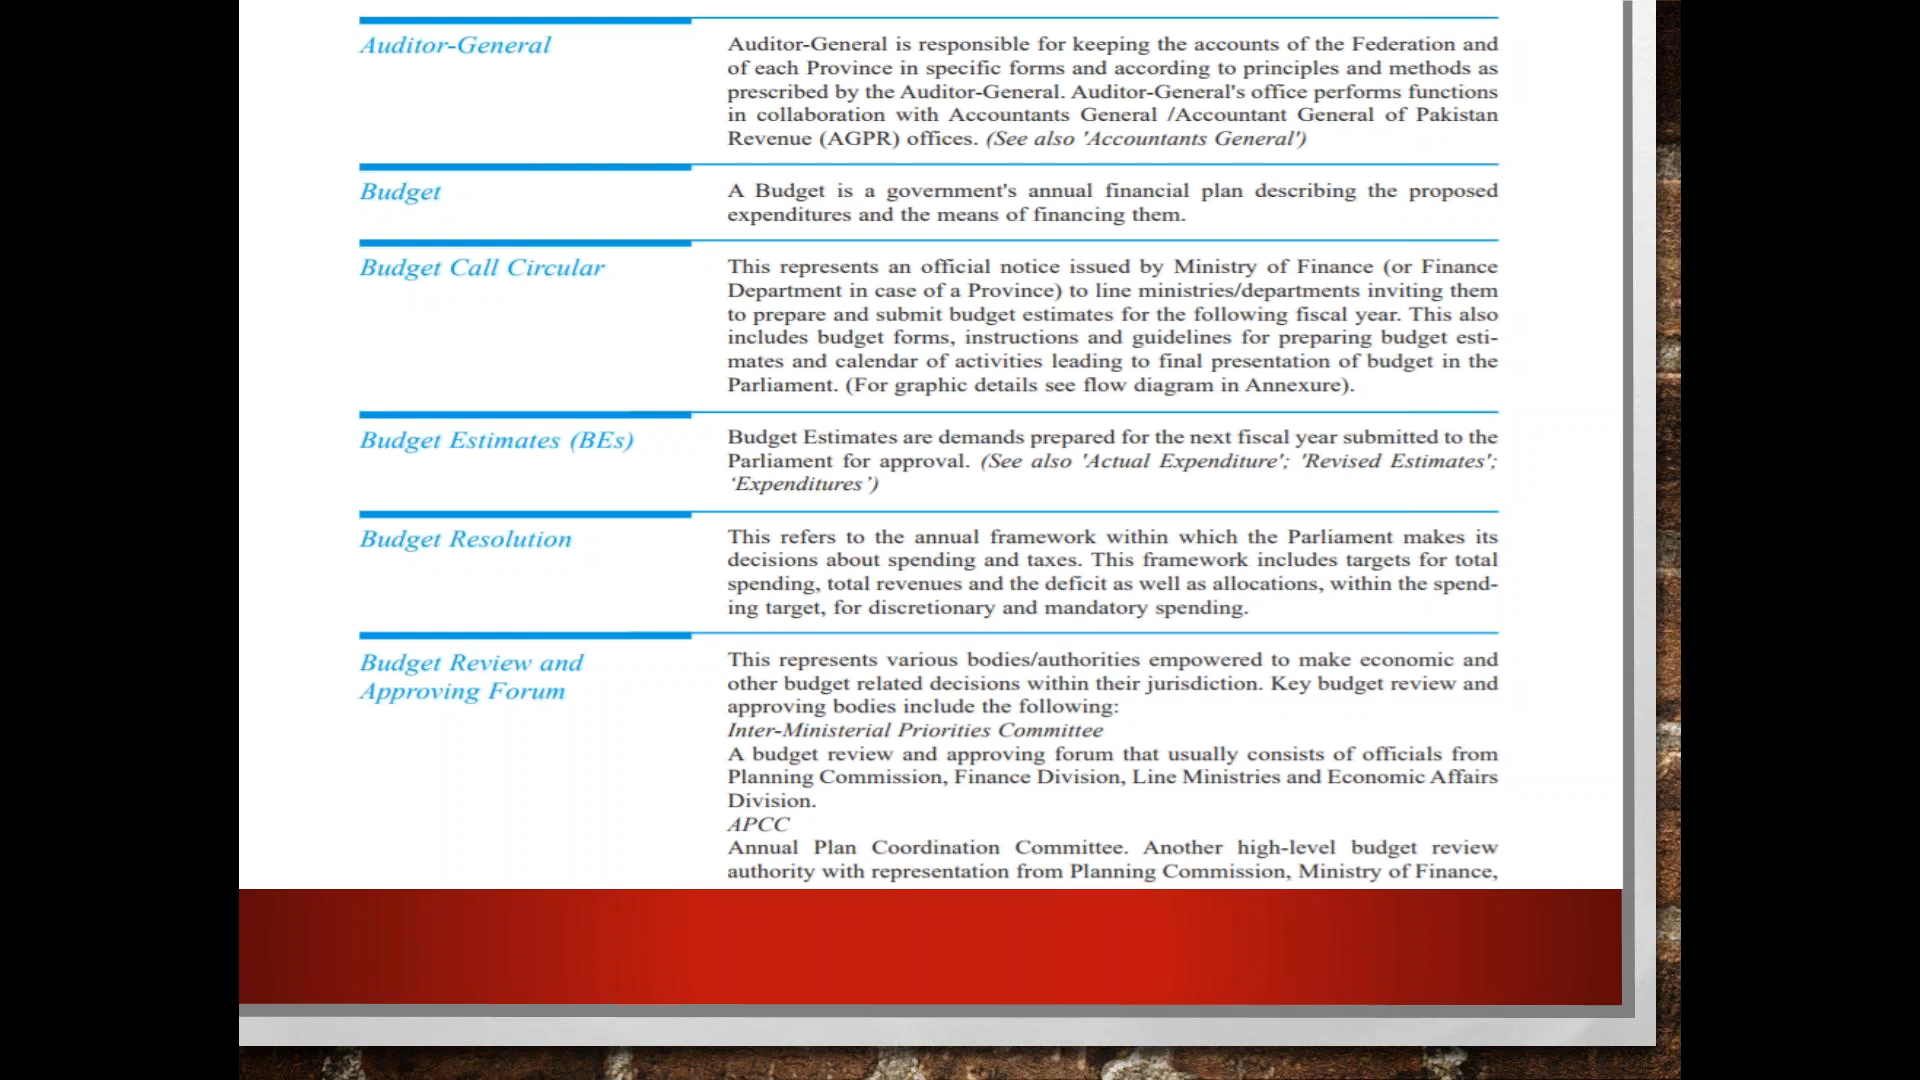 Auditor-General
Auditor-General is responsible for keeping the accounts of the Federation and
of each Province in specific forms and according to principles and methods as
prescribed by the Auditor-General. Auditor-General's office performs functions
in collaboration with Accountants General /Accountant General of Pakistan
Revenue (AGPR) offices. (See also 'Accountants General')
Budget
A Budget is a government's annual financial plan describing the proposed
expenditures and the means of financing them.
Budget Call Circular
This represents an official notice issued by Ministry of Finance (or Finance
Department in case of a Province) to line ministries/departments inviting them
to prepare and submit budget estimates for the following fiscal year. This also
includes budget forms, instructions and guidelines for preparing budget esti-
mates and calendar of activities leading to final presentation of budget in the
Parliament. (For graphic details see flow diagram in Annexure).
Budget Estimates (BEs)
Budget Estimates are demands prepared for the next fiscal year submitted to the
Parliament for approval. (See also 'Actual Expenditure'; 'Revised Estimates';
‘Expenditures’)
Budget Resolution
This refers to the annual framework within which the Parliament makes its
decisions about spending and taxes. This framework includes targets for total
spending, total revenues and the deficit as well as allocations, within the spend-
ing target, for discretionary and mandatory spending.
Budget Review and
Approving Forum
This represents various bodies/authorities empowered to make economic and
other budget related decisions within their jurisdiction. Key budget review and
approving bodies include the following:
Inter-Ministerial Priorities Committee
A budget review and approving forum that usually consists of officials from
Planning Commission, Finance Division, Line Ministries and Economic Affairs
Division.
APCC
Annual Plan Coordination Committee. Another high-level budget review
authority with representation from Planning Commission, Ministry of Finance,